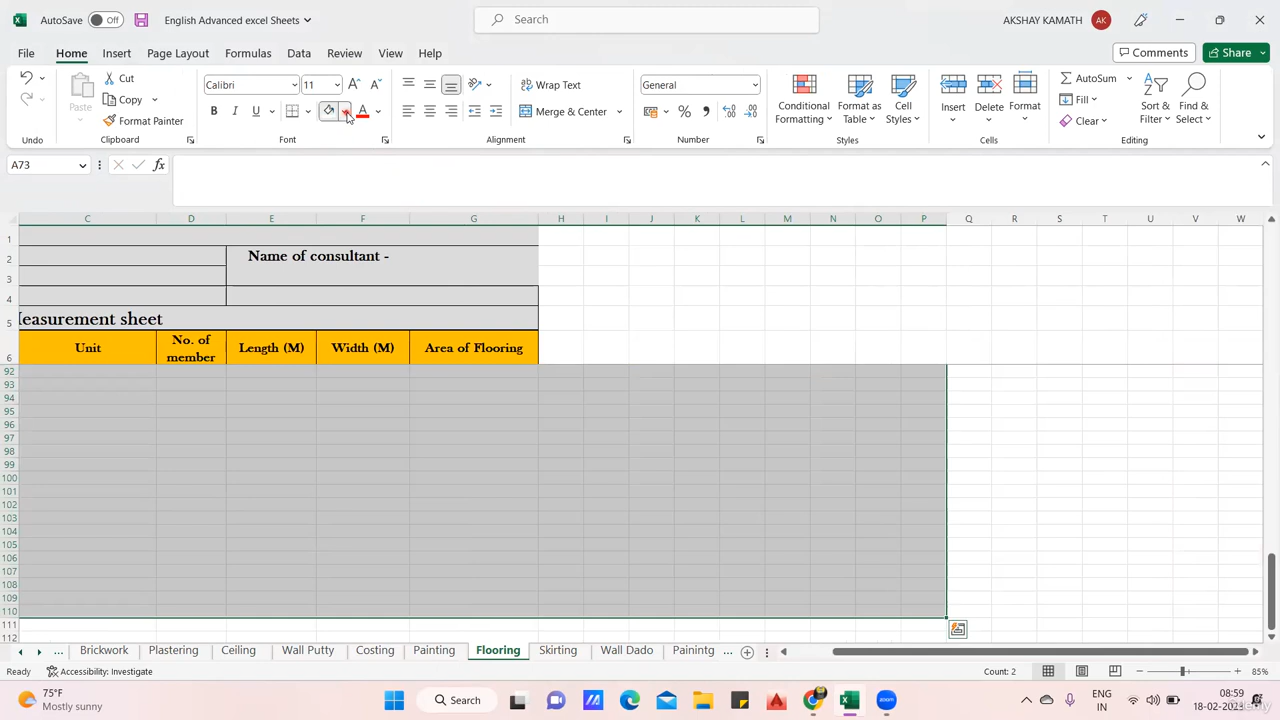 AutoSave Off English Advanced excel Sheets Search AKSHAY KAMATH AK
File Home Insert Page Layout Formulas Data Review View Help Comments Share
Cut Calibri 11 Wrap Text General AutoSum
Copy Fill
Paste Format Painter B I U Merge & Center Conditional Formatting Format as Table Cell Styles Insert Delete Format Clear Sort & Filter Find & Select
Undo Clipboard Font Alignment Number Styles Cells Editing
A73 fx
C D E F G H I J K L M N O P Q R S T U V W
1
2 Name of consultant -
3
4
5 Measurement sheet
6 Unit No. of member Length (M) Width (M) Area of Flooring
92
93
94
95
96
97
98
99
100
101
102
103
104
105
106
107
108
109
110
111
112
... Brickwork Plastering Ceiling Wall Putty Costing Painting Flooring Skirting Wall Dado Paintng ...
Ready Accessibility: Investigate Count: 2 85%
75°F Mostly sunny Search ENG IN 08:59 18-02-2023